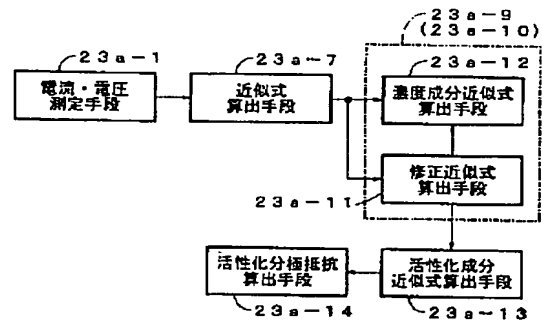 23a-9
(23a-10)
23a-1
23a-7
23a-12
電流・電圧
測定手段
近似式
算出手段
濃度成分近似式
算出手段
修正近似式
算出手段
23a-11
活性化分極抵抗
算出手段
活性化成分
近似式算出手段
23a-14
23a-13